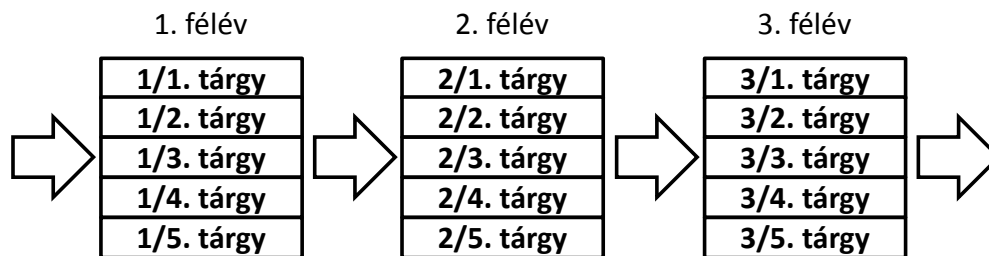 1. félév
1/1. tárgy
1/2. tárgy
1/3. tárgy
1/4. tárgy
1/5. tárgy
2. félév
2/1. tárgy
2/2. tárgy
2/3. tárgy
2/4. tárgy
2/5. tárgy
3. félév
3/1. tárgy
3/2. tárgy
3/3. tárgy
3/4. tárgy
3/5. tárgy